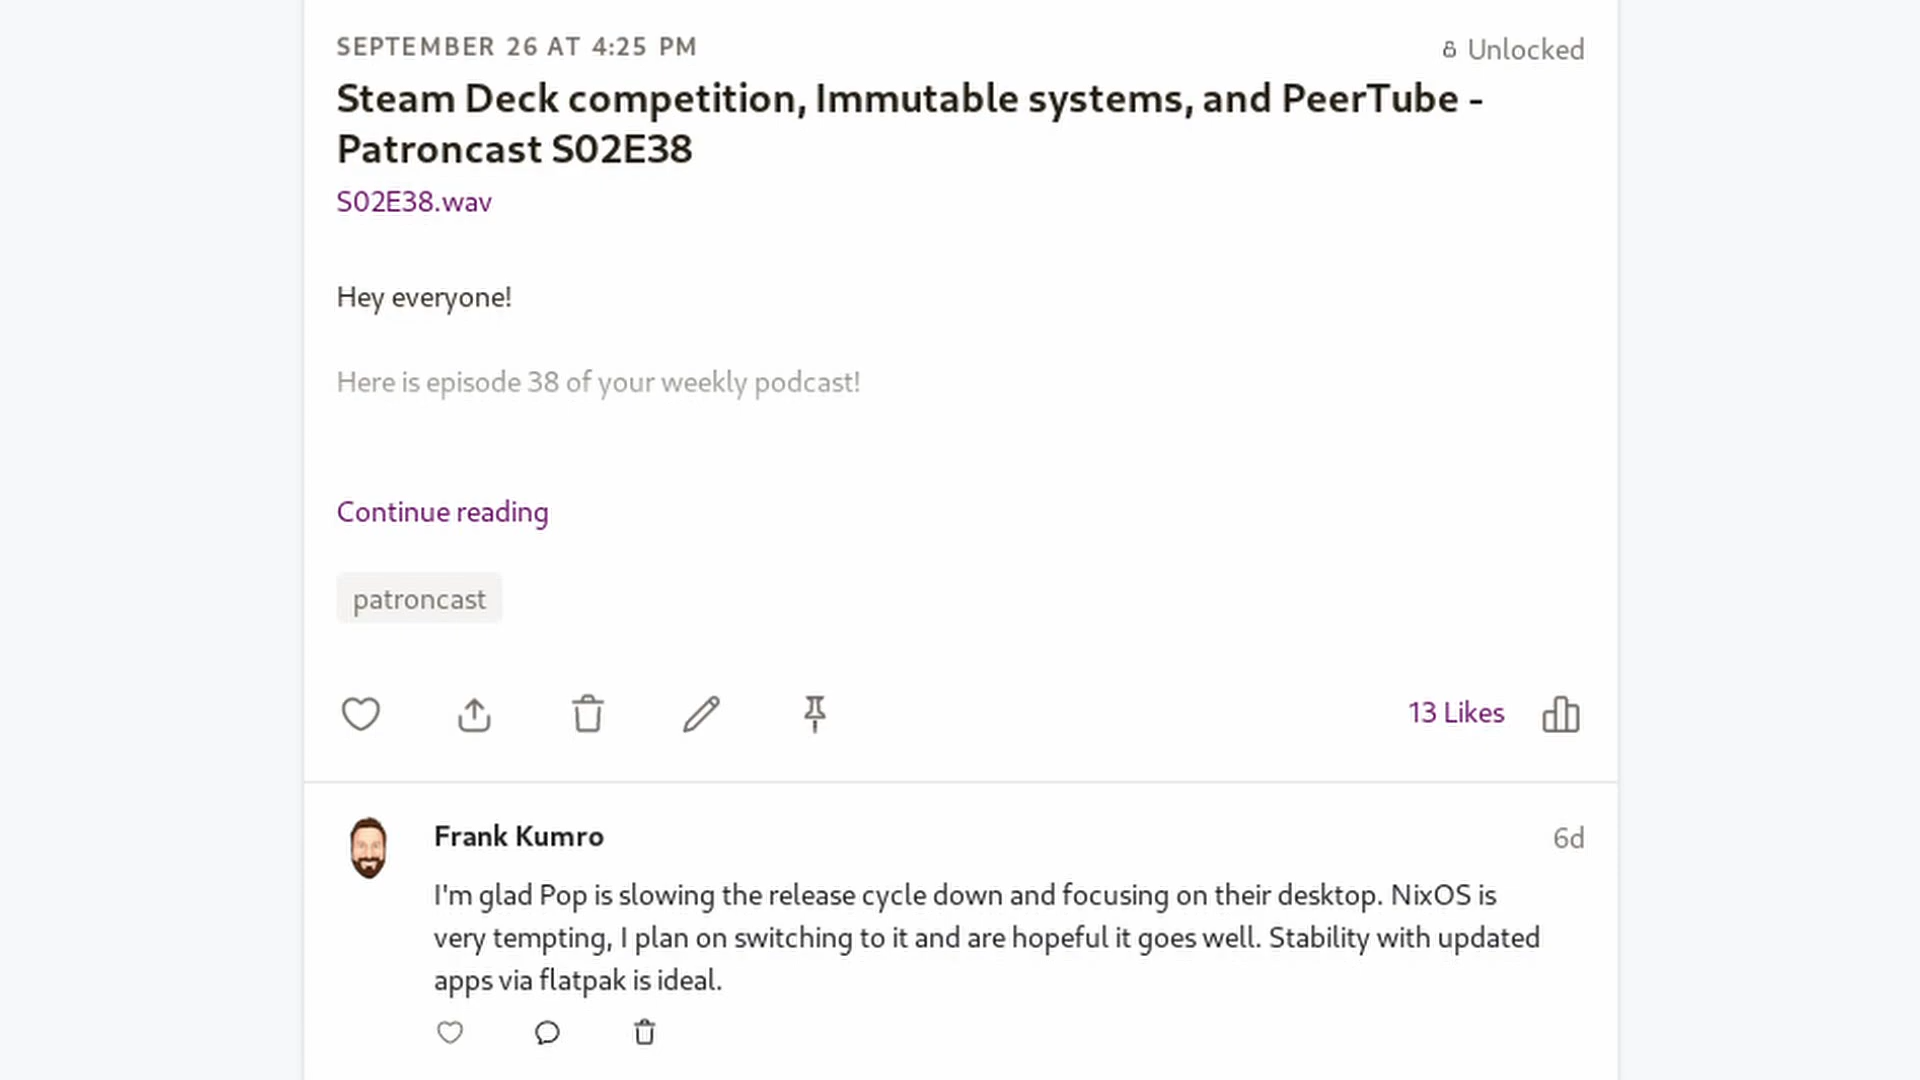 SEPTEMBER 26 AT 4:25 PM
Unlocked
Steam Deck competition, Immutable systems, and PeerTube -
Patroncast S02E38
S02E38.wav
Hey everyone!
Here is episode 38 of your weekly podcast!
Continue reading
patroncast
13 Likes
Frank Kumro
6d
I'm glad Pop is slowing the release cycle down and focusing on their desktop. NixOS is
very tempting, I plan on switching to it and are hopeful it goes well. Stability with updated
apps via flatpak is ideal.